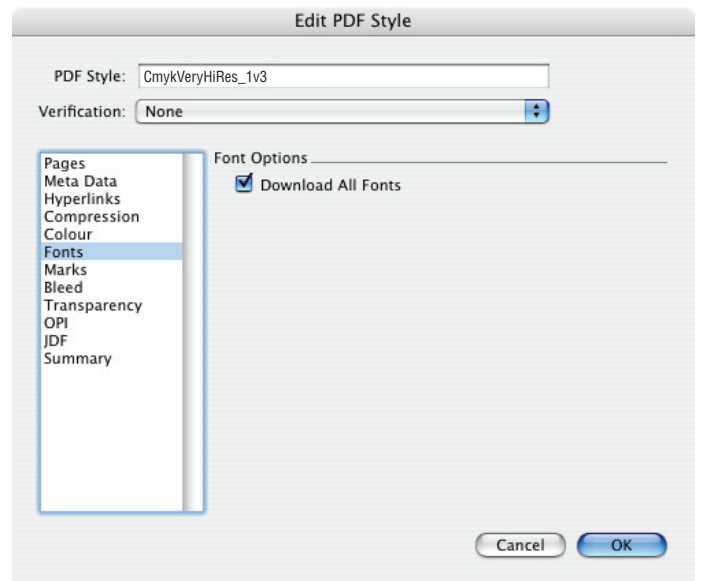 Edit PDF Style
PDF Style: CmykVeryHiRes_1v3
Verification: None
Pages
Meta Data
Hyperlinks
Compression
Colour
Fonts
Marks
Bleed
Transparency
OPI
JDF
Summary
Font Options
Download All Fonts
Cancel OK